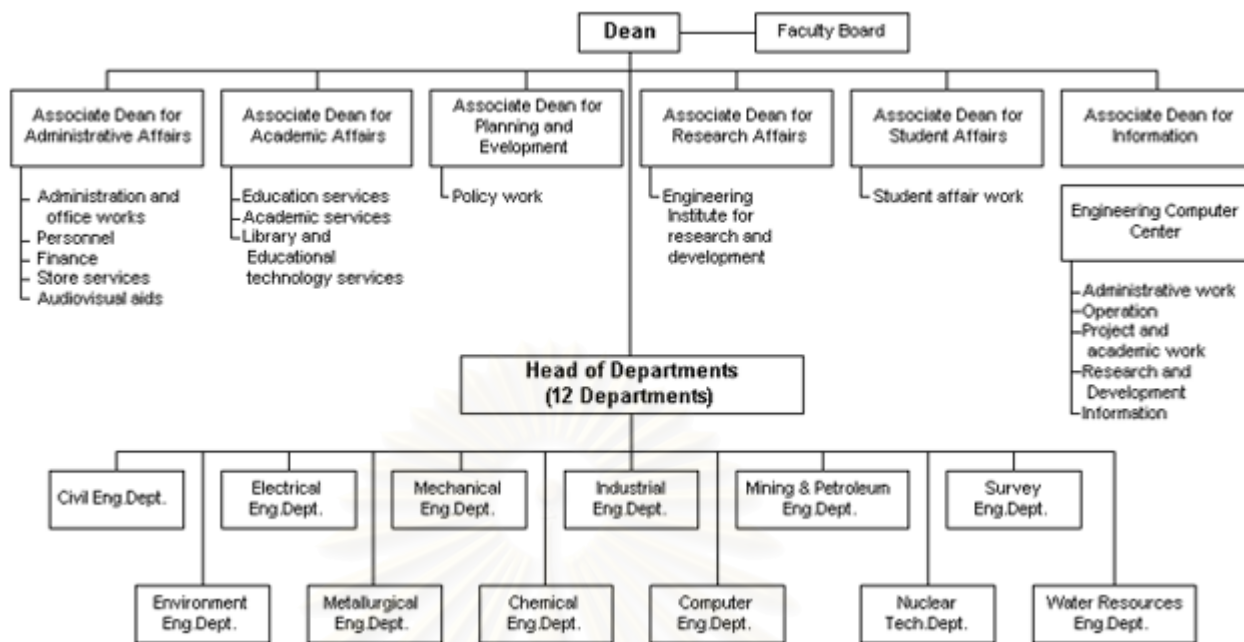 Dean
Faculty Board
Associate Dean for
Administrative Affairs
Associate Dean for
Academic Affairs
Associate Dean for
Planning and
Evelopment
Associate Dean for
Research Affairs
Associate Dean for
Student Affairs
Associate Dean for
Information
Administration and
office works
Personnel
Finance
Store services
Audiovisual aids
Education services
Academic services
Library and
Educational
technology services
Policy work
Engineering
Institute for
research and
development
Student affair work
Engineering Computer
Center
Administrative work
Operation
Project and
academic work
Research and
Development
Information
Head of Departments
(12 Departments)
Civil Eng.Dept.
Electrical
Eng.Dept.
Mechanical
Eng.Dept.
Industrial
Eng.Dept.
Mining & Petroleum
Eng.Dept.
Survey
Eng.Dept.
Environment
Eng.Dept.
Metallurgical
Eng.Dept.
Chemical
Eng.Dept.
Computer
Eng.Dept.
Nuclear
Tech.Dept.
Water Resources
Eng.Dept.